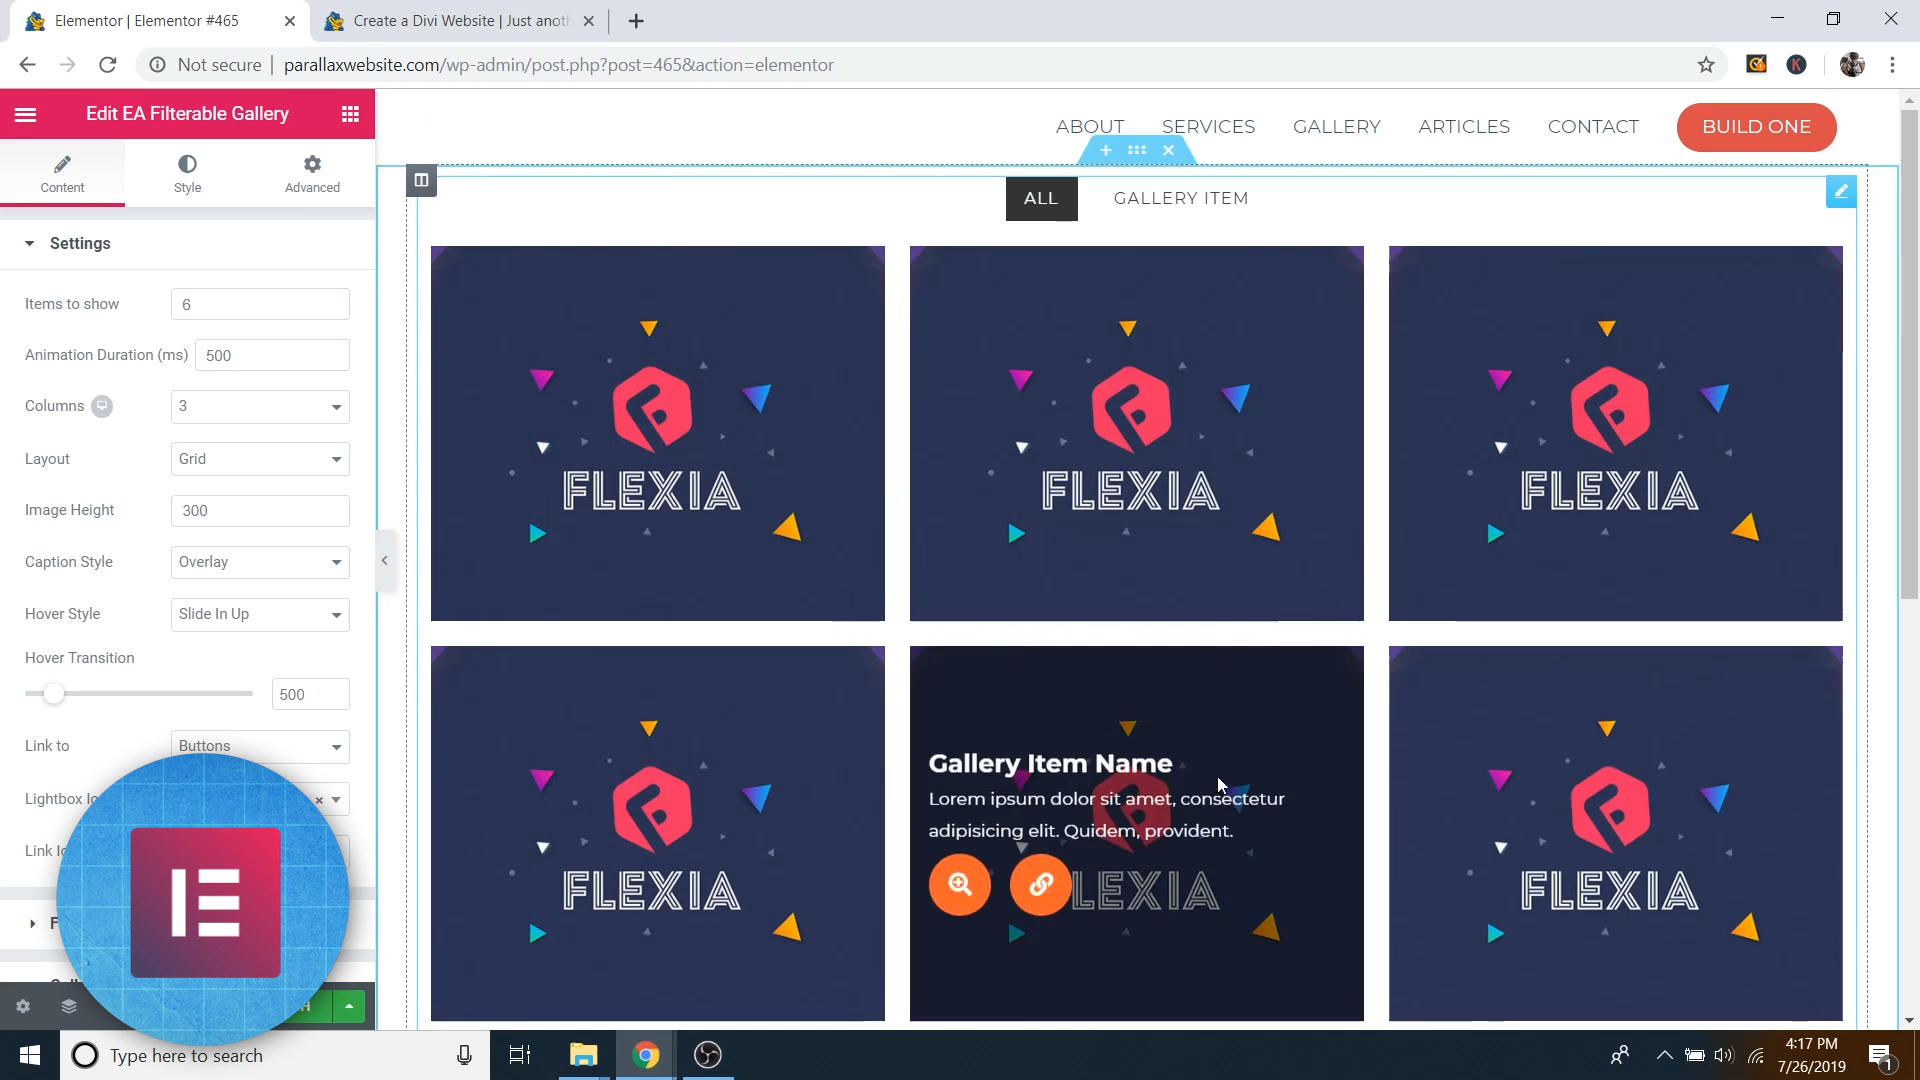 Elementor | Elementor #465
Create a Divi Website | Just anoth
Not secure | parallaxwebsite.com/wp-admin/post.php?post=465&action=elementor
Edit EA Filterable Gallery
Content
Style
Advanced
Settings
Items to show
6
Animation Duration (ms)
500
Columns
3
Layout
Grid
Image Height
300
Caption Style
Overlay
Hover Style
Slide In Up
Hover Transition
500
Link to
Buttons
Lightbox Ic
Link Ic
ABOUT
SERVICES
GALLERY
ARTICLES
CONTACT
BUILD ONE
ALL
GALLERY ITEM
FLEXIA
FLEXIA
FLEXIA
FLEXIA
Gallery Item Name
Lorem ipsum dolor sit amet, consectetur
adipisicing elit. Quidem, provident.
LEXIA
FLEXIA
Type here to search
4:17 PM
7/26/2019
1